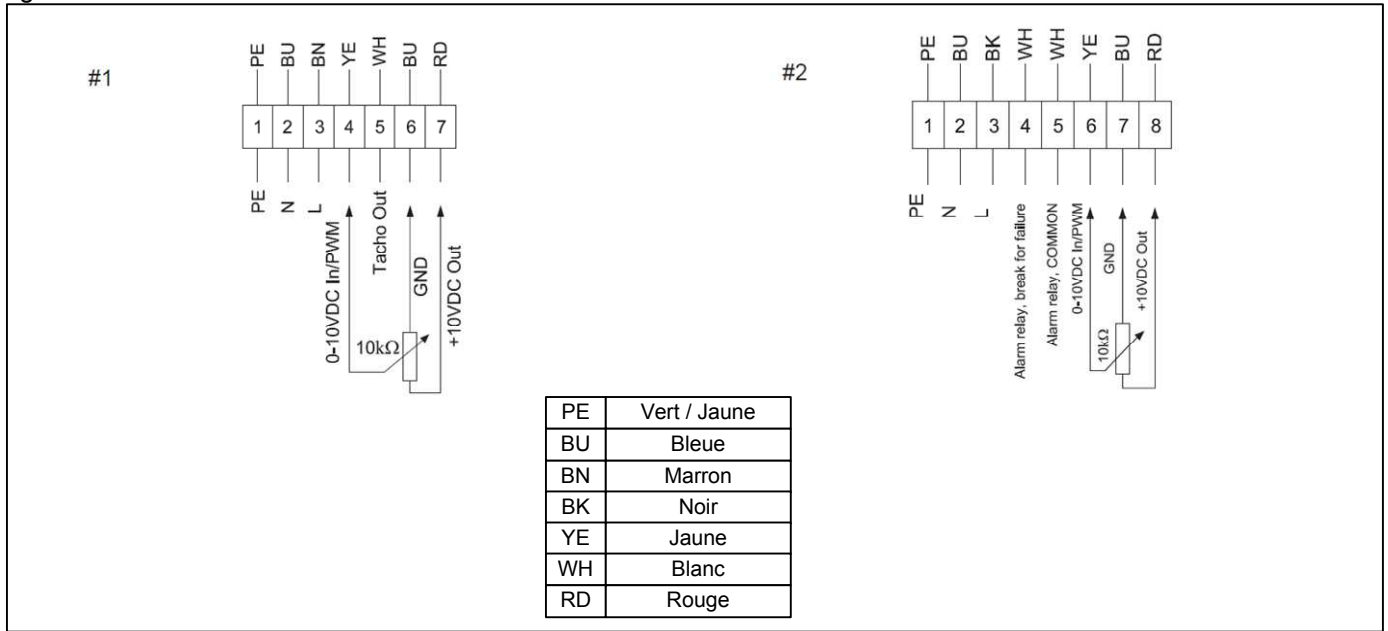 #1
PE BU BN YE WH BU RD
1 2 3 4 5 6 7
PE N L 0-10VDC In/PWM Tacho Out GND +10VDC Out
10kΩ
#2
PE BU BK WH WH YE BU RD
1 2 3 4 5 6 7 8
PE N L Alarm relay, break for failure Alarm relay, COMMON 0-10VDC In/PWM GND +10VDC Out
10kΩ
PE Vert / Jaune
BU Bleue
BN Marron
BK Noir
YE Jaune
WH Blanc
RD Rouge